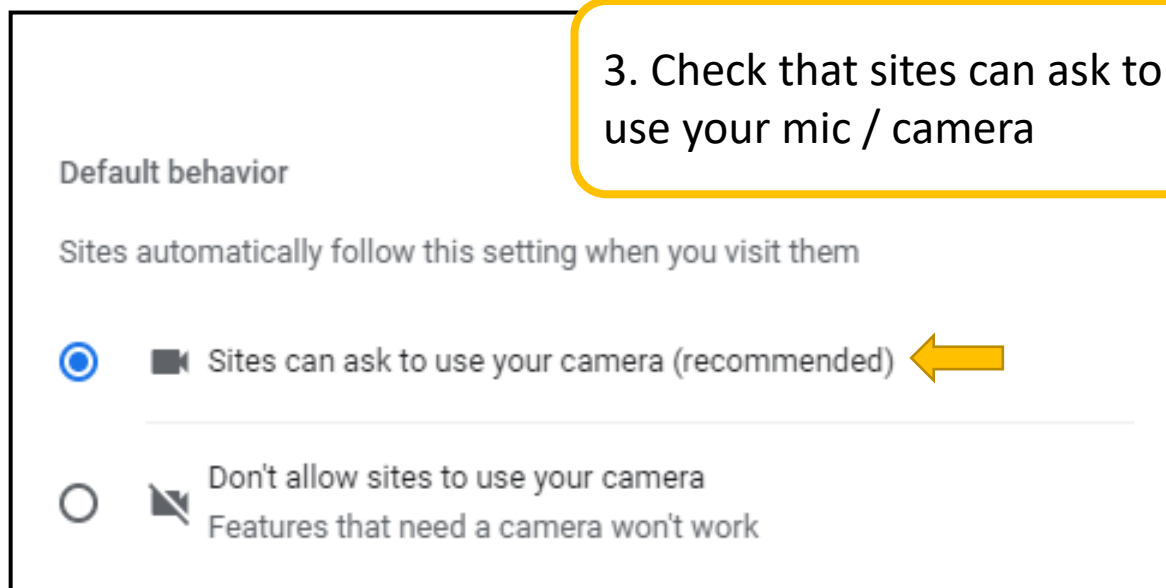 3. Check that sites can ask to
use your mic / camera
Default behavior
Sites automatically follow this setting when you visit them
Sites can ask to use your camera (recommended)
Don't allow sites to use your camera
Features that need a camera won't work